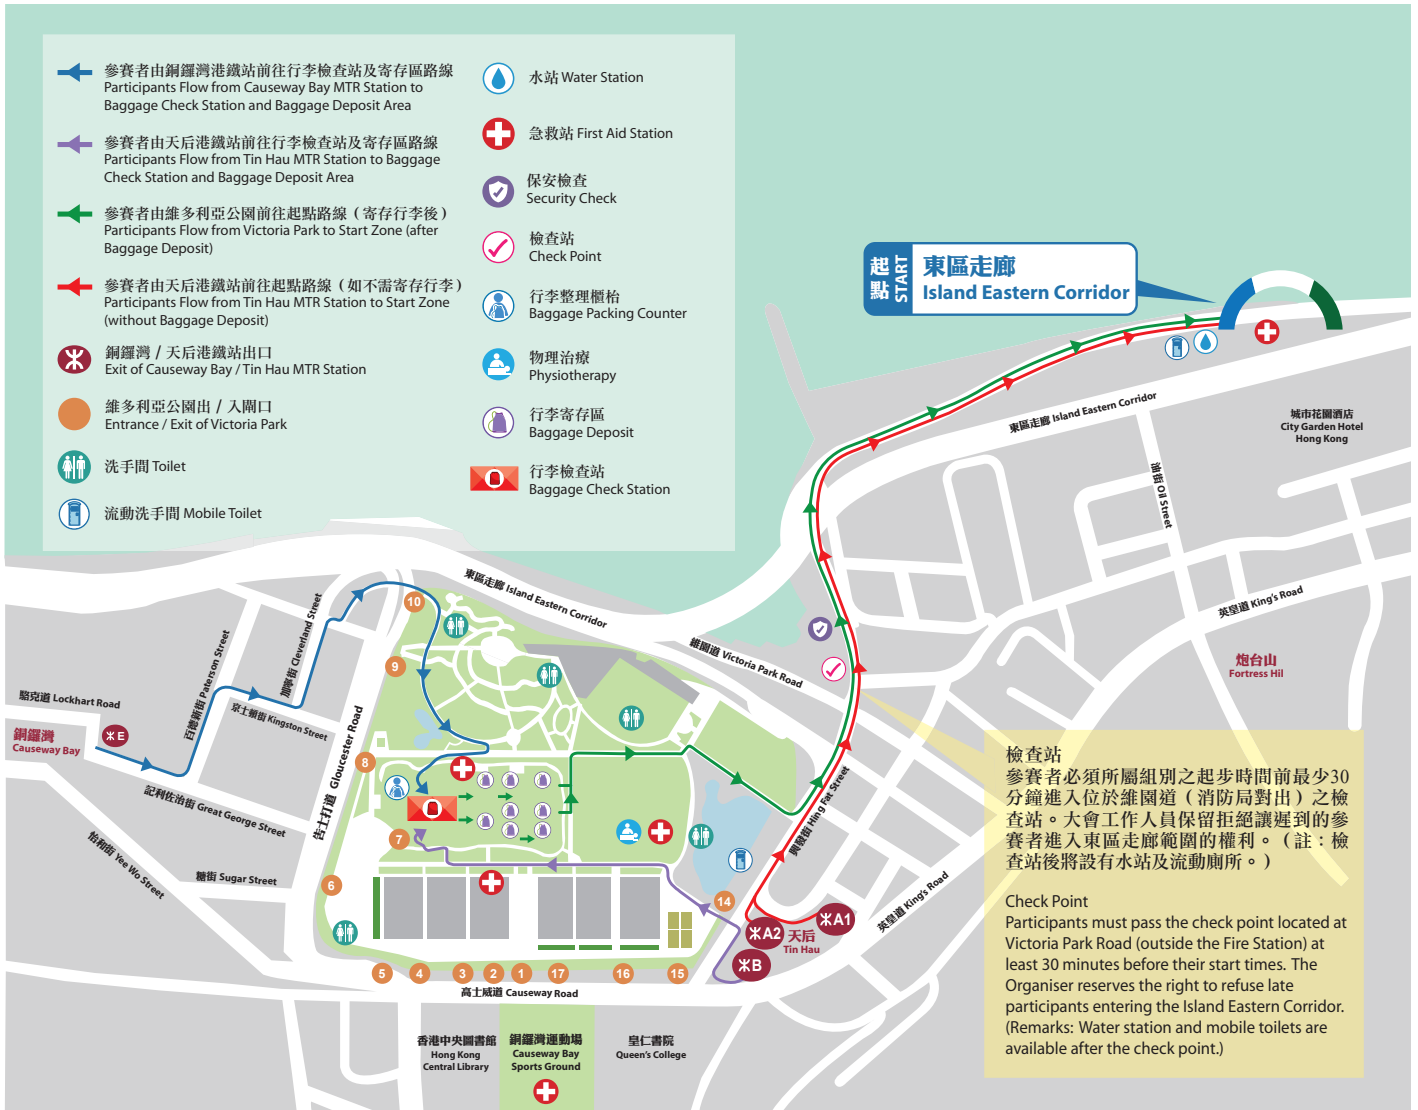 參賽者由銅鑼灣港鐵站前往行李檢查站及寄存區路線
Participants Flow from Causeway Bay MTR Station to
Baggage Check Station and Baggage Deposit Area
參賽者由天后港鐵站前往行李檢查站及寄存區路線
Participants Flow from Tin Hau MTR Station to Baggage
Check Station and Baggage Deposit Area
參賽者由維多利亞公園前往起點路線（寄存行李後）
Participants Flow from Victoria Park to Start Zone (after
Baggage Deposit)
參賽者由天后港鐵站前往起點路線（如不需寄存行李）
Participants Flow from Tin Hau MTR Station to Start Zone
(without Baggage Deposit)
銅鑼灣 / 天后港鐵站出口
Exit of Causeway Bay / Tin Hau MTR Station
維多利亞公園出 / 入閘口
Entrance / Exit of Victoria Park
洗手間 Toilet
流動洗手間 Mobile Toilet
水站 Water Station
急救站 First Aid Station
保安檢查
Security Check
檢查站
Check Point
行李整理櫃枱
Baggage Packing Counter
物理治療
Physiotherapy
行李寄存區
Baggage Deposit
行李檢查站
Baggage Check Station
起點 START
東區走廊
Island Eastern Corridor
東區走廊 Island Eastern Corridor
城市花園酒店
City Garden Hotel
Hong Kong
油街 Oil Street
英皇道 King's Road
炮台山
Fortress Hil
東區走廊 Island Eastern Corridor
維園道 Victoria Park Road
駱克道 Lockhart Road
銅鑼灣
Causeway Bay
E
百德新街 Paterson Street
加寧街 Cleverland Street
京士頓街 Kingston Street
記利佐治街 Great George Street
告士打道 Gloucester Road
怡和街 Yee Wo Street
糖街 Sugar Street
興發街 Hing Fat Street
英皇道 King's Road
10
9
8
7
6
5
4
3
2
1
17
16
15
14
A1
A2
B
天后
Tin Hau
高士威道 Causeway Road
香港中央圖書館
Hong Kong
Central Library
銅鑼灣運動場
Causeway Bay
Sports Ground
皇仁書院
Queen's College
檢查站
參賽者必須所屬組別之起步時間前最少30
分鐘進入位於維園道（消防局對出）之檢
查站。大會工作人員保留拒絕讓遲到的參
賽者進入東區走廊範圍的權利。（註：檢
查站後將設有水站及流動廁所。）
Check Point
Participants must pass the check point located at
Victoria Park Road (outside the Fire Station) at
least 30 minutes before their start times. The
Organiser reserves the right to refuse late
participants entering the Island Eastern Corridor.
(Remarks: Water station and mobile toilets are
available after the check point.)